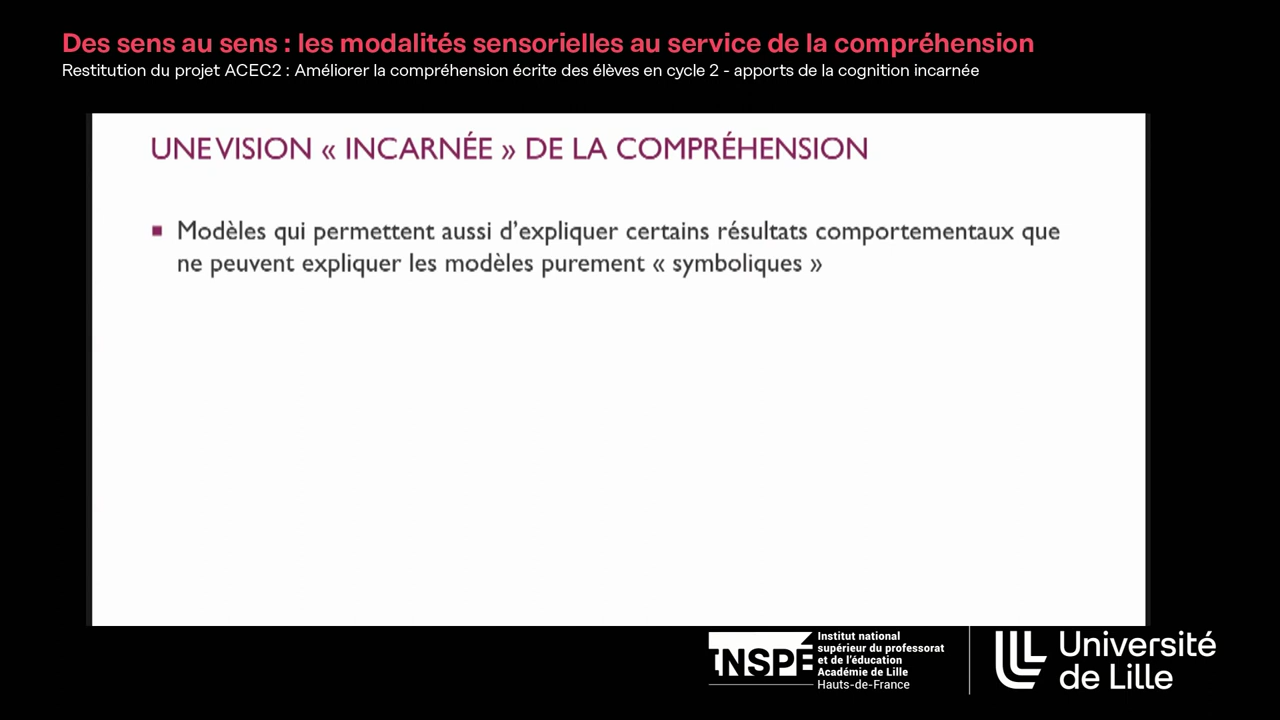 Des sens au sens : les modalités sensorielles au service de la compréhension
Restitution du projet ACEC2 : Améliorer la compréhension écrite des élèves en cycle 2 - apports de la cognition incarnée
UNE VISION « INCARNÉE » DE LA COMPRÉHENSION
▪ Modèles qui permettent aussi d’expliquer certains résultats comportementaux que
ne peuvent expliquer les modèles purement « symboliques »
INSPÉ
Institut national
supérieur du professorat
et de l'éducation
Académie de Lille
Hauts-de-France
Université
de Lille